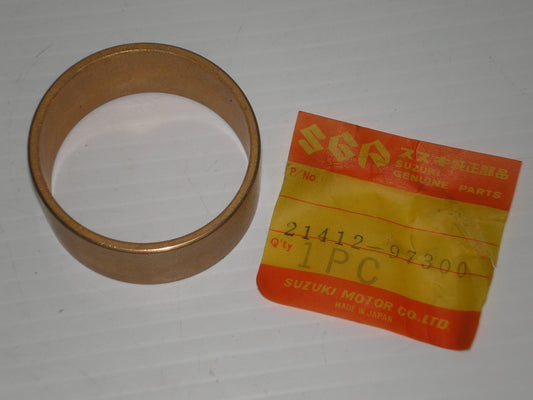 SGP スズキ純正部品
SUZUKI
GENUINE PARTS
P/No.
21412-97300
Q'ty
1PC
SUZUKI MOTOR CO.,LTD.
MADE IN JAPAN